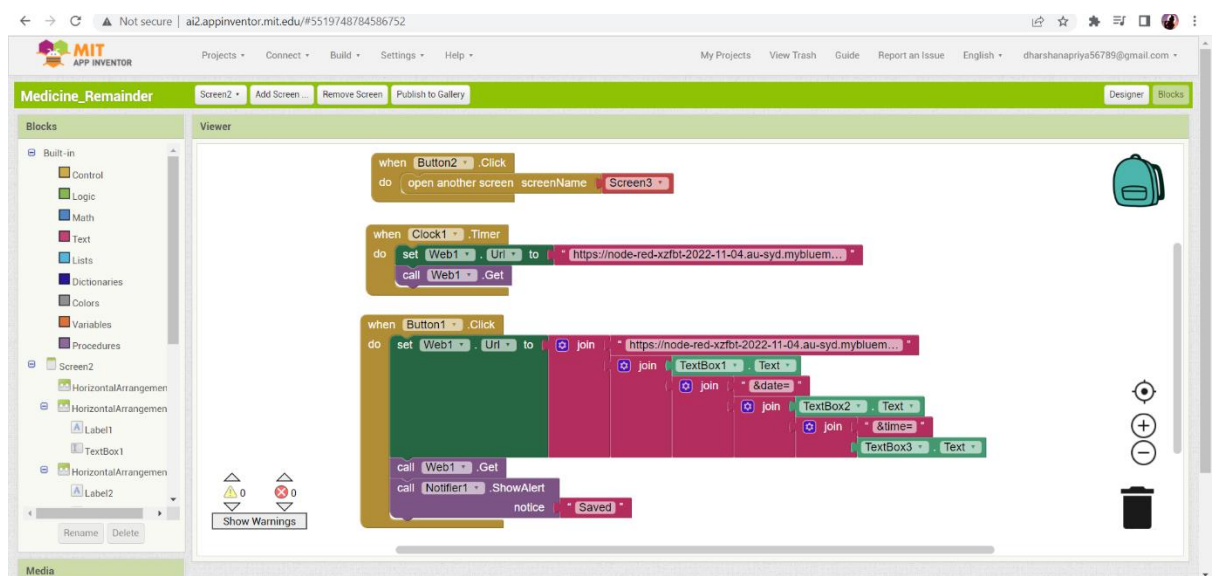 Not secure | ai2.appinventor.mit.edu/#5519748784586752
MIT
APP INVENTOR
Projects Connect Build Settings Help My Projects View Trash Guide Report an Issue English dharshanapriya56789@gmail.com
Medicine_Remainder Screen2 Add Screen ... Remove Screen Publish to Gallery Designer Blocks
Blocks Viewer
Built-in
Control
Logic
Math
Text
Lists
Dictionaries
Colors
Variables
Procedures
Screen2
HorizontalArrangemen
HorizontalArrangemen
Label1
TextBox1
HorizontalArrangemen
Label2
Rename Delete
Media
when Button2 .Click
do open another screen screenName Screen3
when Clock1 .Timer
do set Web1 . Url to " https://node-red-xzfbt-2022-11-04.au-syd.mybluem... "
call Web1 .Get
when Button1 .Click
do set Web1 . Url to join " https://node-red-xzfbt-2022-11-04.au-syd.mybluem... "
join TextBox1 . Text
join " &date= "
join TextBox2 . Text
join " &time= "
TextBox3 . Text
call Web1 .Get
call Notifier1 .ShowAlert
notice " Saved "
0 0
Show Warnings